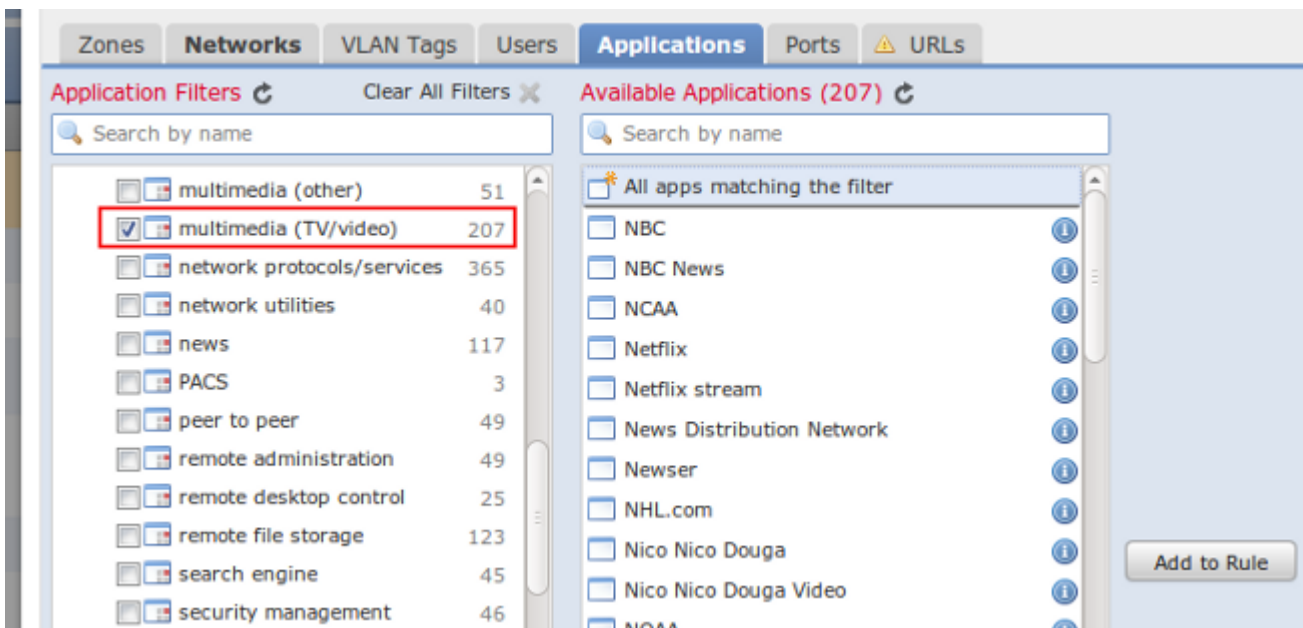 Zones Networks VLAN Tags Users Applications Ports URLs
Application Filters Clear All Filters
Search by name
multimedia (other) 51
multimedia (TV/video) 207
network protocols/services 365
network utilities 40
news 117
PACS 3
peer to peer 49
remote administration 49
remote desktop control 25
remote file storage 123
search engine 45
security management 46
Available Applications (207)
Search by name
All apps matching the filter
NBC
NBC News
NCAA
Netflix
Netflix stream
News Distribution Network
Newser
NHL.com
Nico Nico Douga
Nico Nico Douga Video
NOAA
Add to Rule